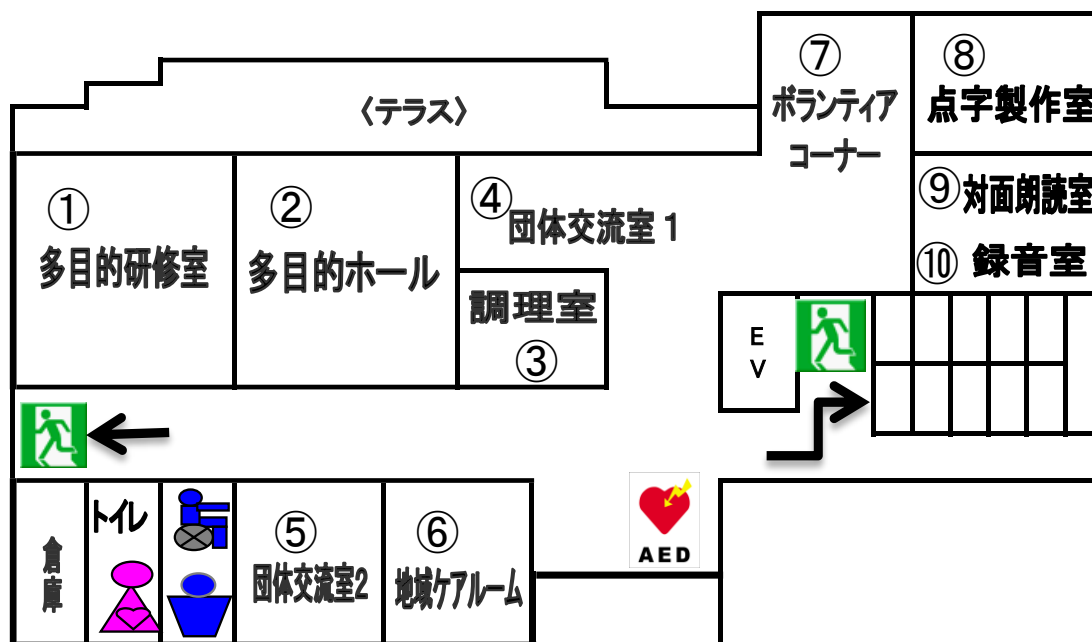 〈テラス〉
⑦
ボランティア
コーナー
⑧
点字製作室
①
多目的研修室
②
多目的ホール
④
団体交流室1
⑨対面朗読室
⑩録音室
調理室
③
E
V
倉庫
トイレ
⑤
団体交流室2
⑥
地域ケアルーム
AED